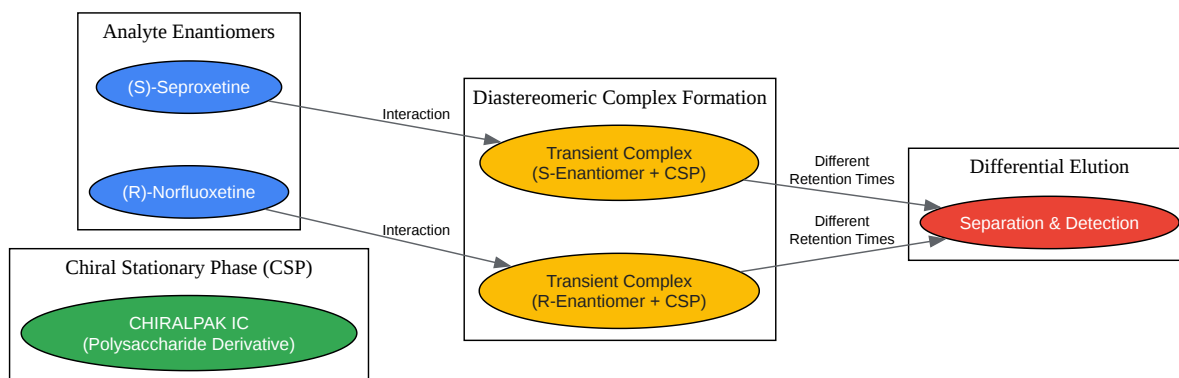 Analyte Enantiomers
(S)-Seproxetine
(R)-Norfluoxetine
Chiral Stationary Phase (CSP)
CHIRALPAK IC
(Polysaccharide Derivative)
Interaction
Interaction
Diastereomeric Complex Formation
Transient Complex
(S-Enantiomer + CSP)
Transient Complex
(R-Enantiomer + CSP)
Different
Retention Times
Different
Retention Times
Differential Elution
Separation & Detection